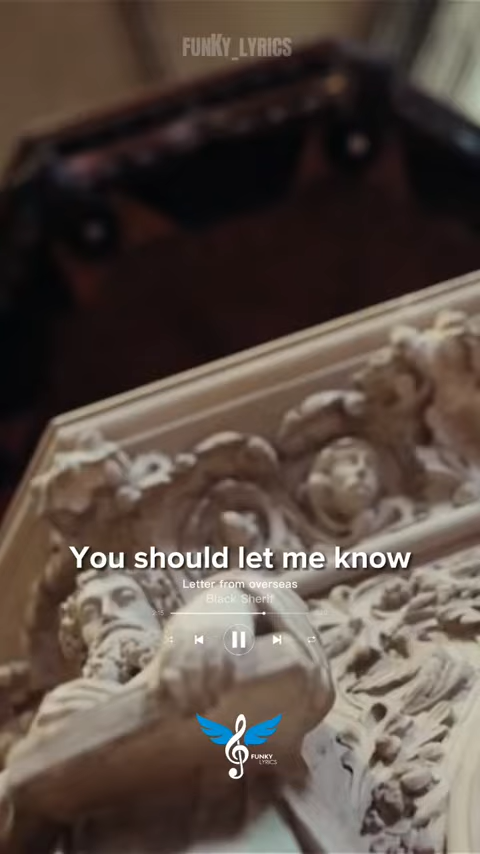 FUNKY_LYRICS
You should let me know
Letter from overseas
Black Sherif
FUNKY
LYRICS